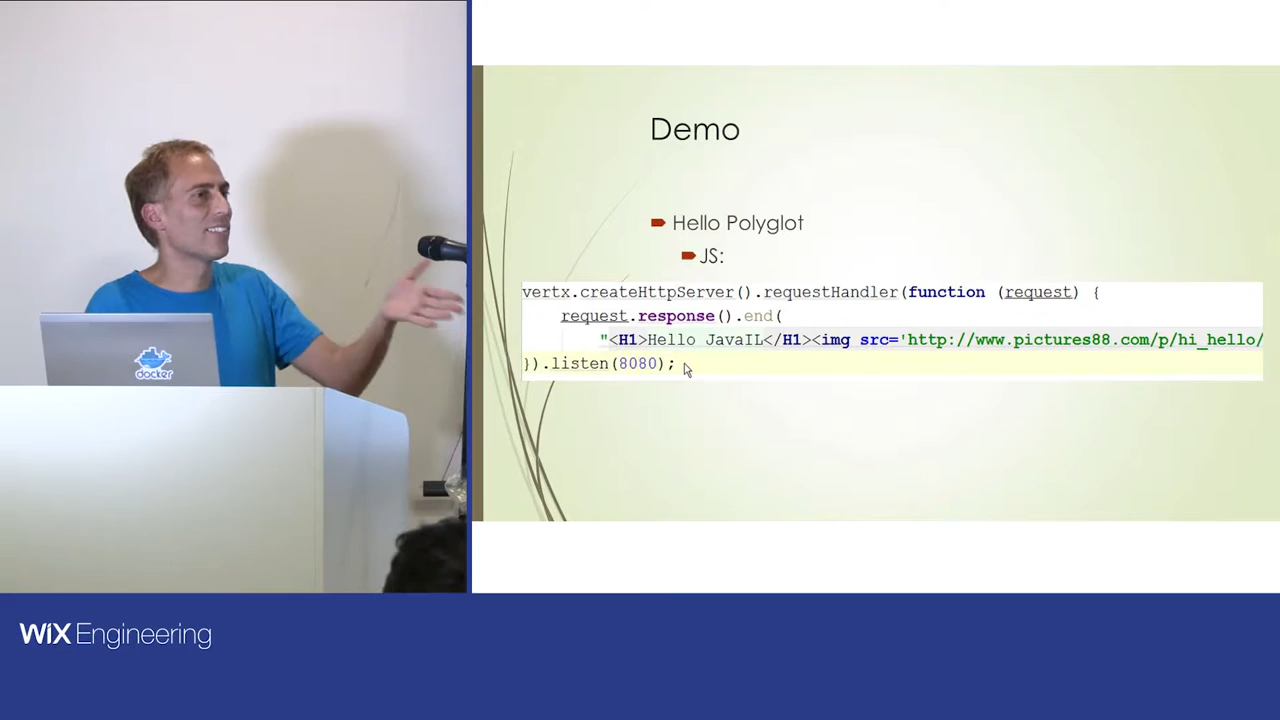 Demo
Hello Polyglot
JS:
vertx.createHttpServer().requestHandler(function (request) {
request.response().end(
"<H1>Hello JavaIL</H1><img src='http://www.pictures88.com/p/hi_hello/
}).listen(8080);
docker
WiX Engineering